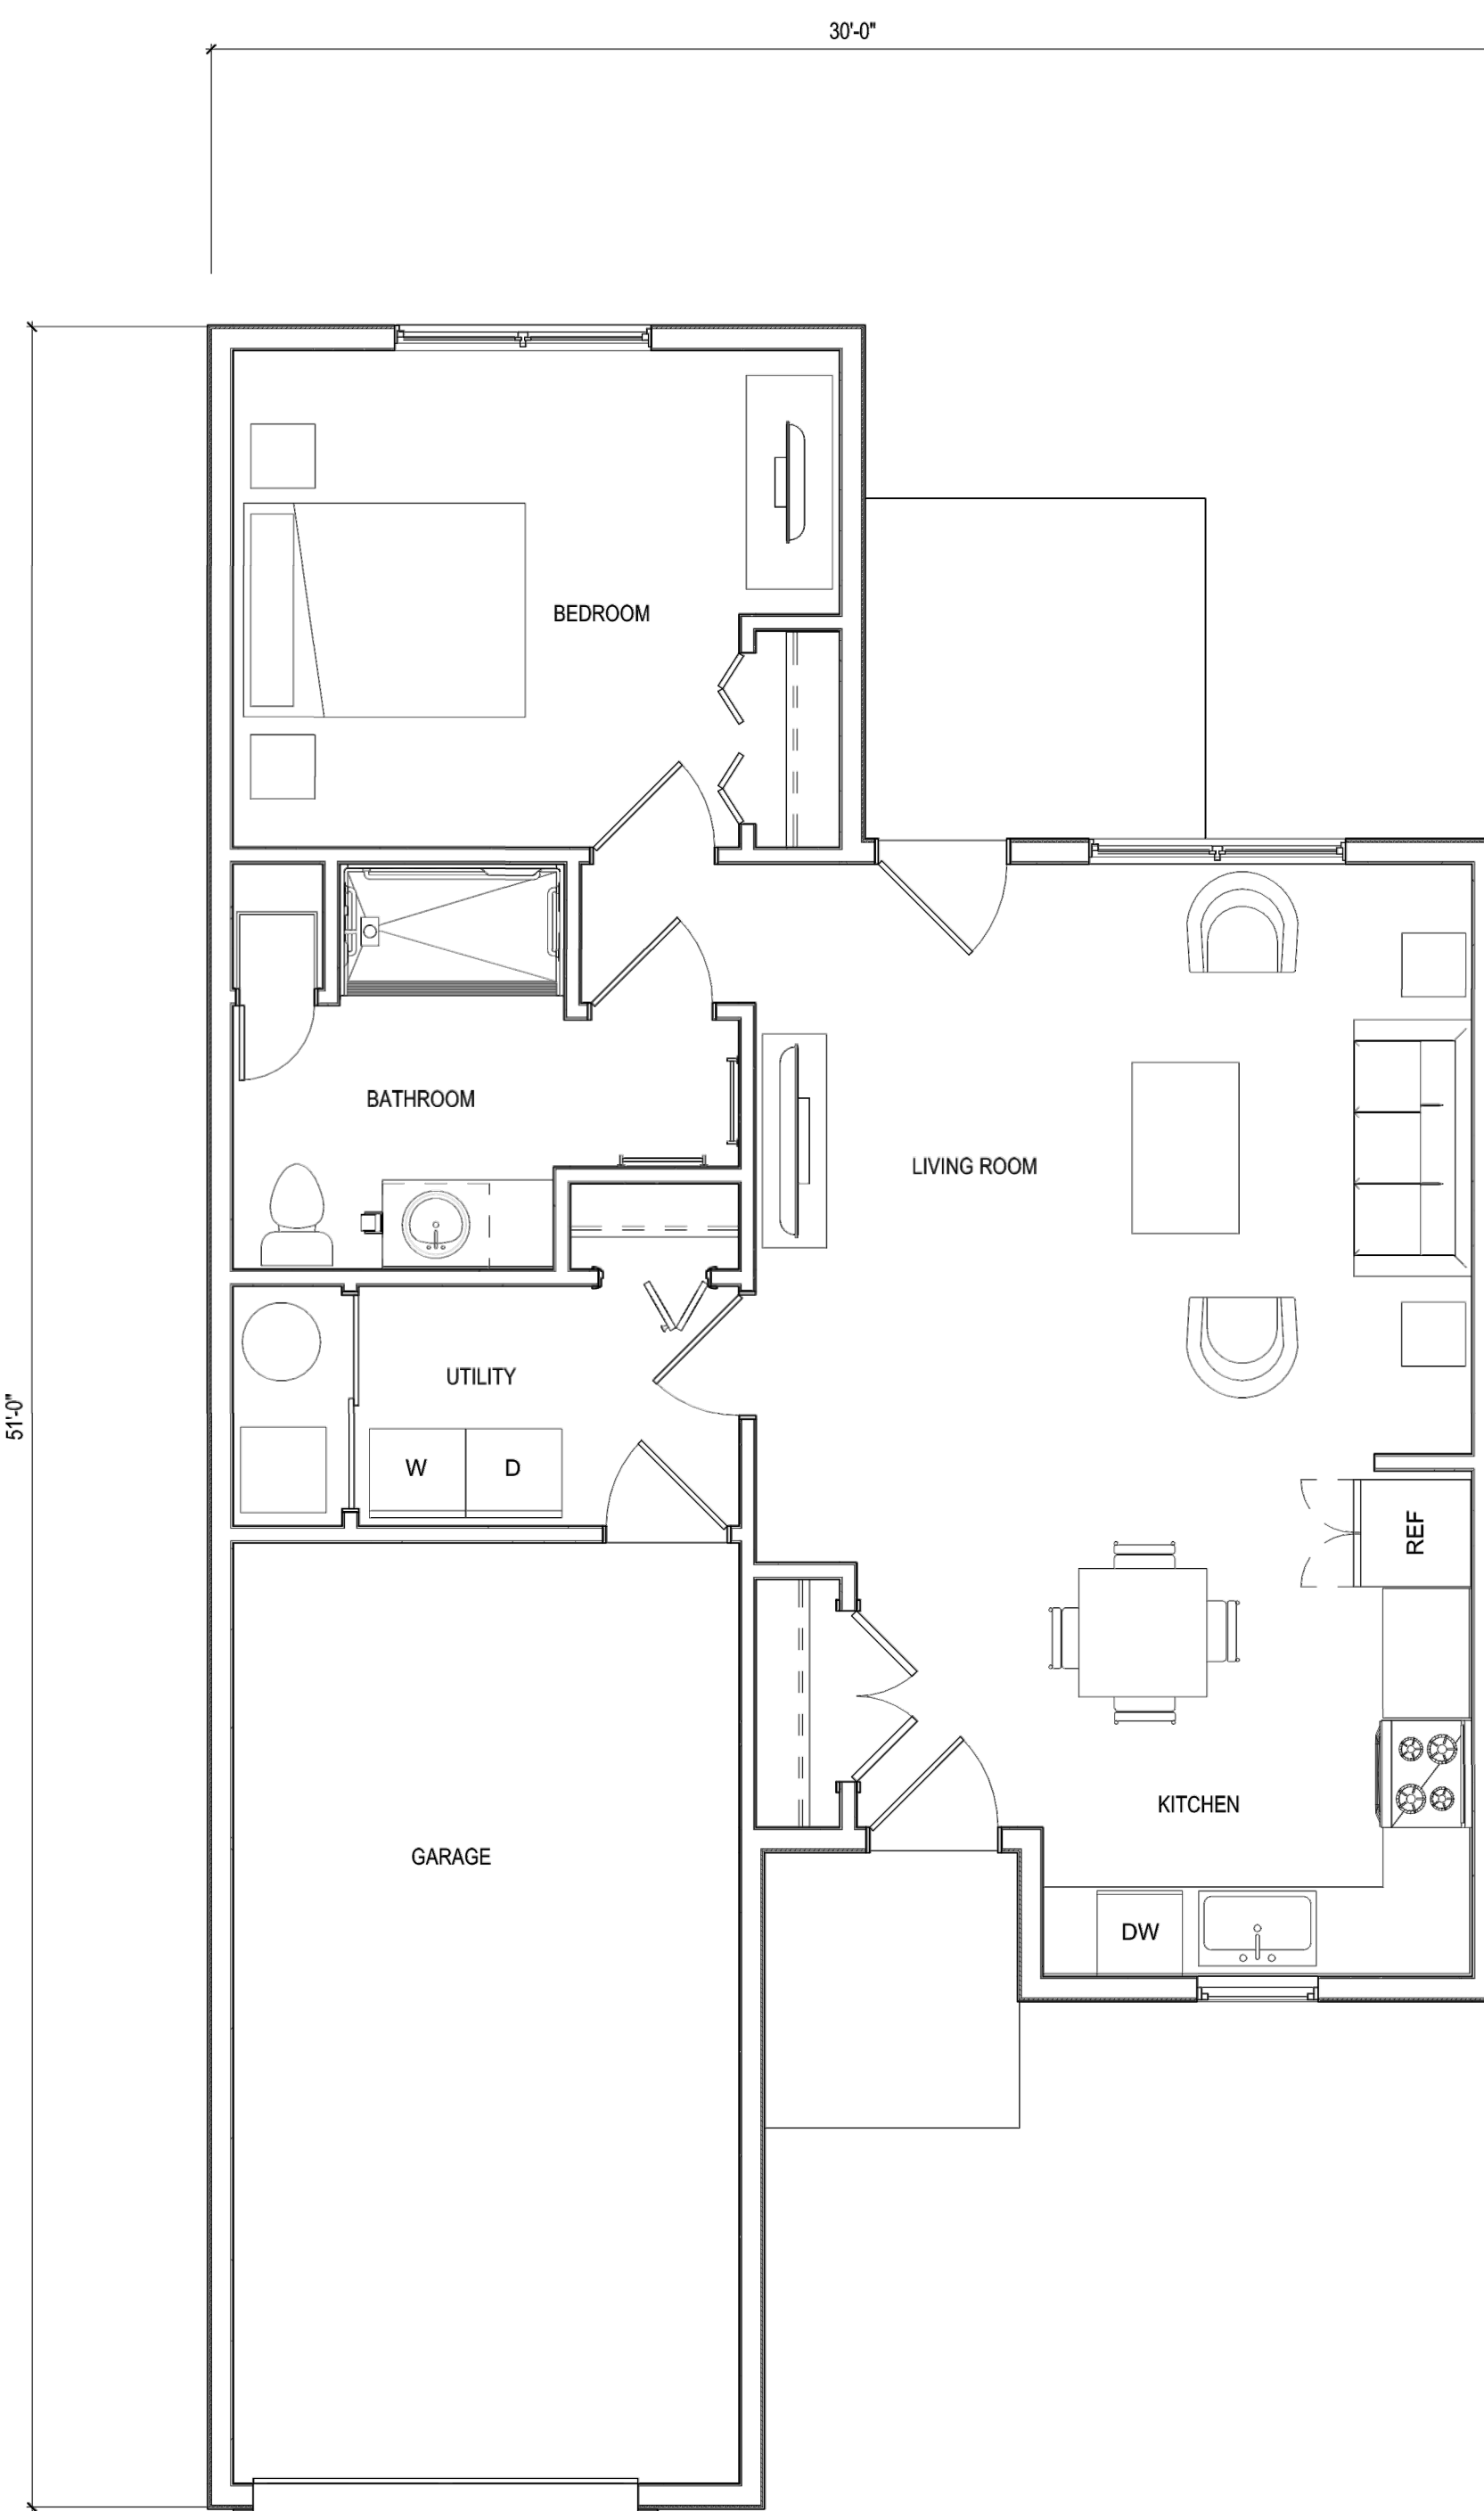 30'-0"
BEDROOM
BATHROOM
LIVING ROOM
UTILITY
51'-0"
W
D
REF
KITCHEN
GARAGE
DW